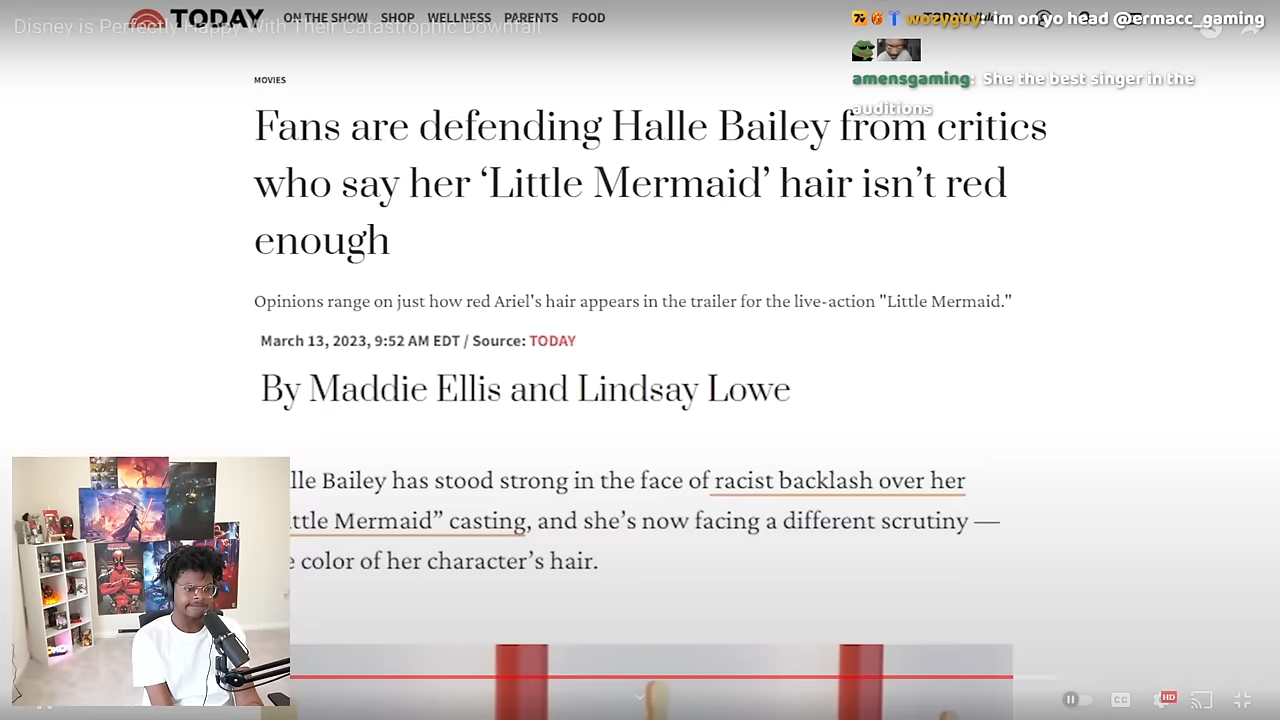 Disney is Perfectly Happy With Their Catastrophic Downfall
TODAY ON THE SHOW SHOP WELLNESS PARENTS FOOD
wozyguy: im on yo head @ermacc_gaming
amensgaming: She the best singer in the
auditions
MOVIES
Fans are defending Halle Bailey from critics
who say her ‘Little Mermaid’ hair isn’t red
enough
Opinions range on just how red Ariel's hair appears in the trailer for the live-action "Little Mermaid."
March 13, 2023, 9:52 AM EDT / Source: TODAY
By Maddie Ellis and Lindsay Lowe
lle Bailey has stood strong in the face of racist backlash over her
ttle Mermaid” casting, and she’s now facing a different scrutiny —
e color of her character’s hair.
CC
HD